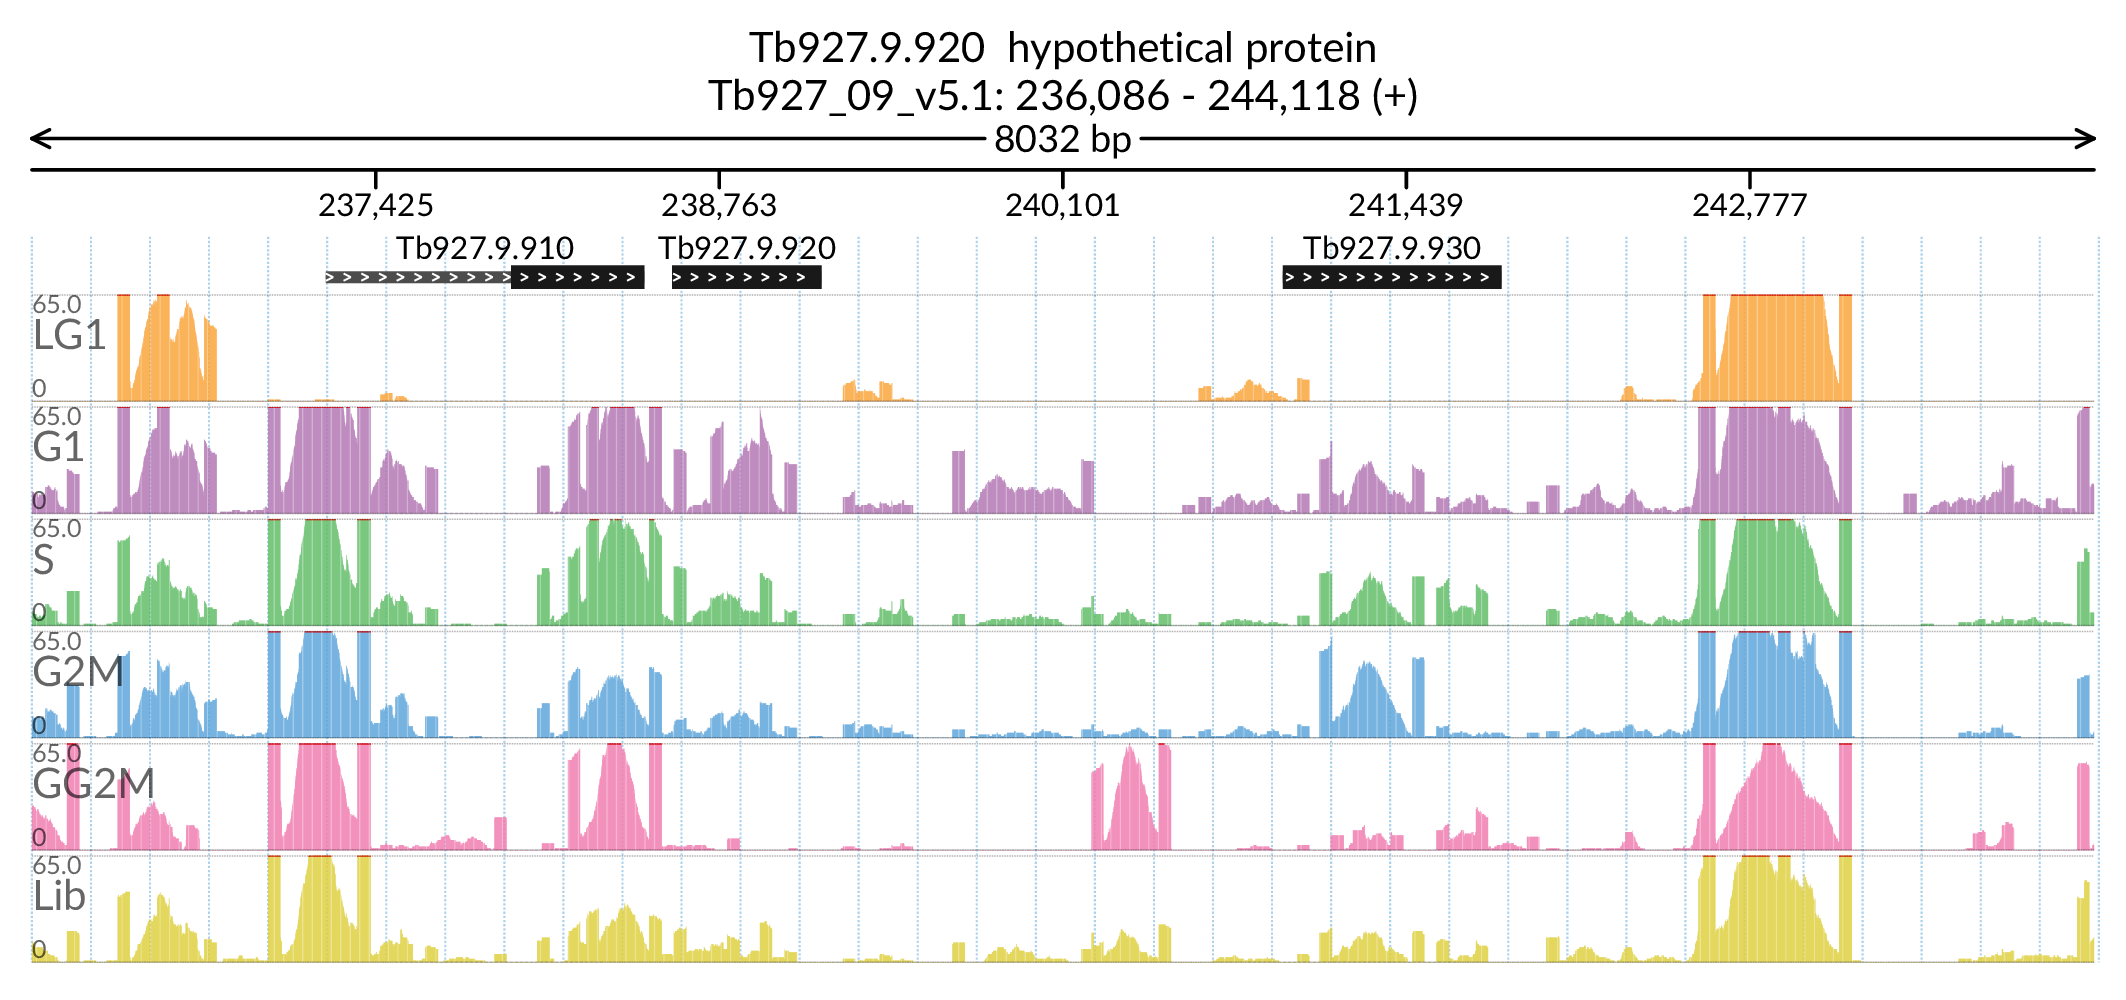 Tb927.9.920 hypothetical protein
Tb927_09_v5.1: 236,086 - 244,118 (+)
8032 bp
237,425 238,763 240,101 241,439 242,777
Tb927.9.910 Tb927.9.920 Tb927.9.930
65.0
LG1
0
65.0
G1
0
65.0
S
0
65.0
G2M
0
65.0
GG2M
0
65.0
Lib
0